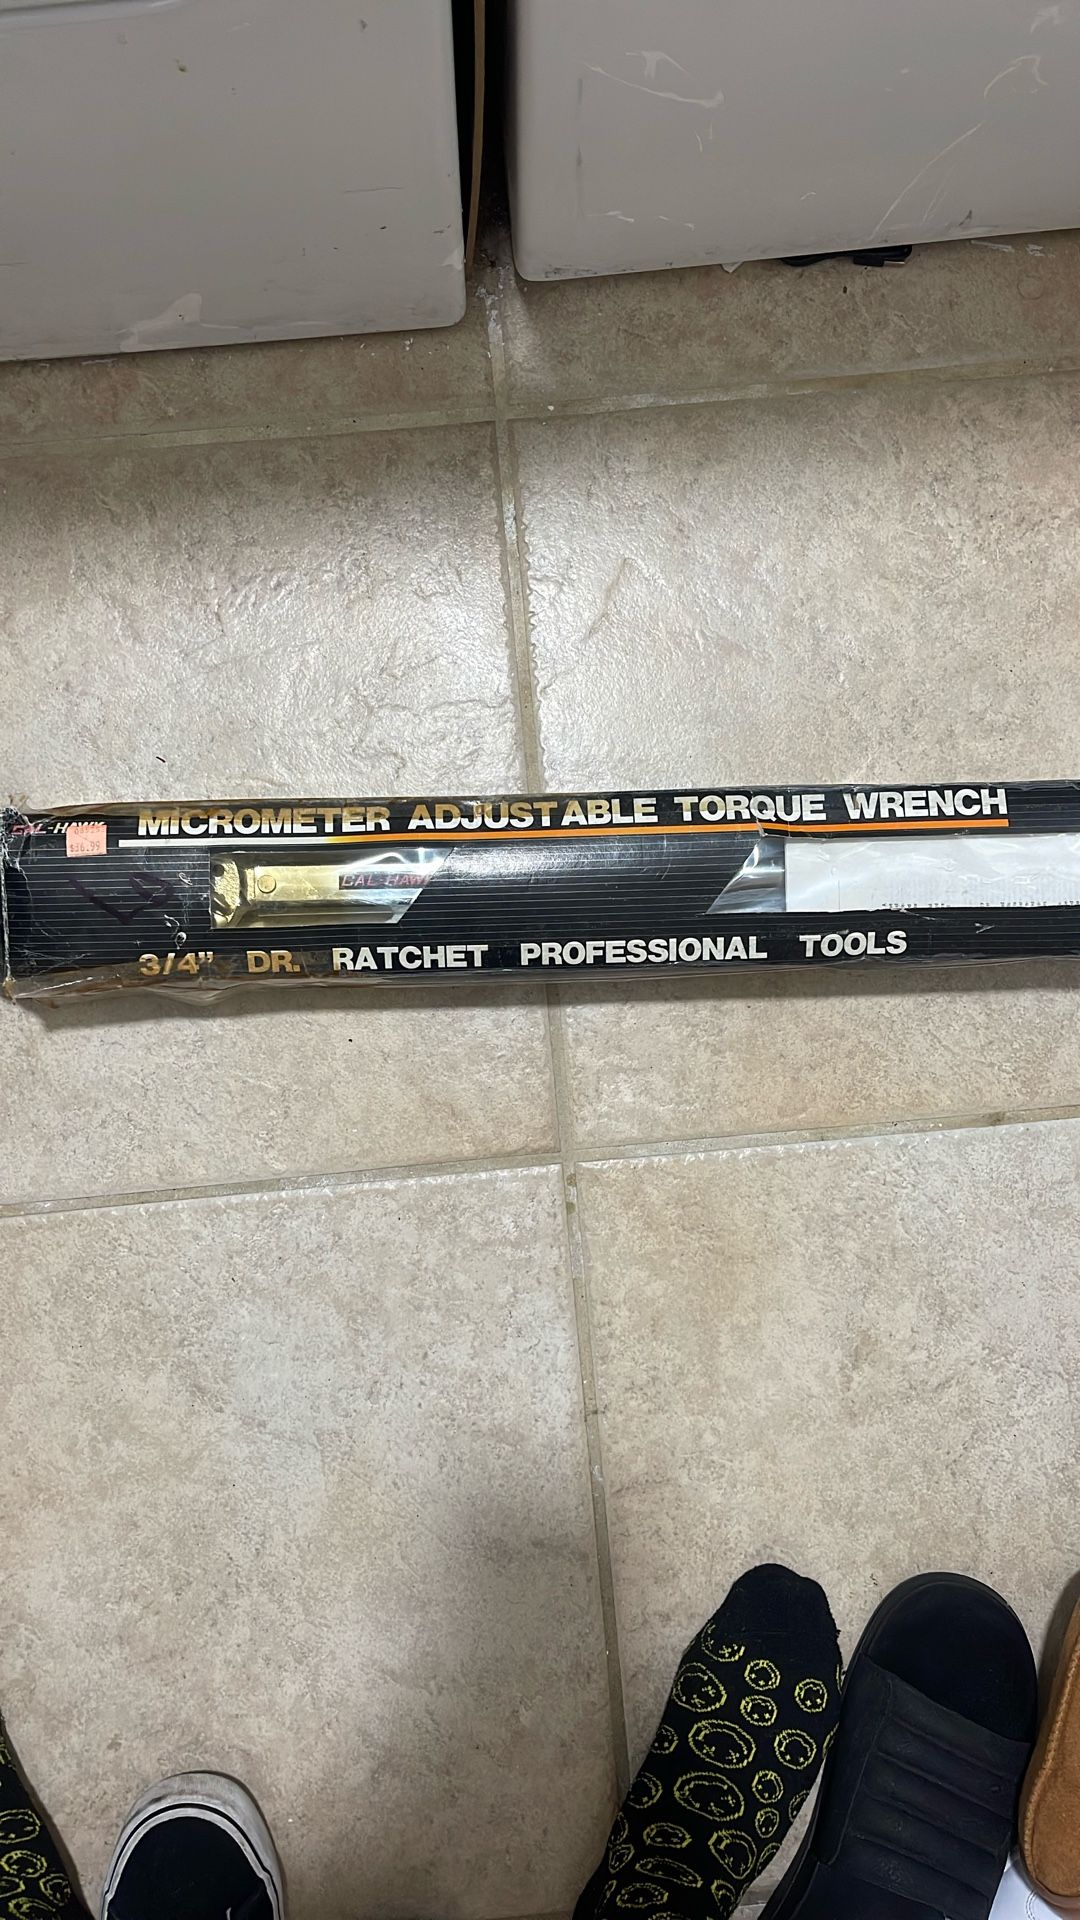 CAL-HAWK
MICROMETER ADJUSTABLE TORQUE WRENCH
$36.99
CAL-HAWK
3/4" DR. RATCHET PROFESSIONAL TOOLS